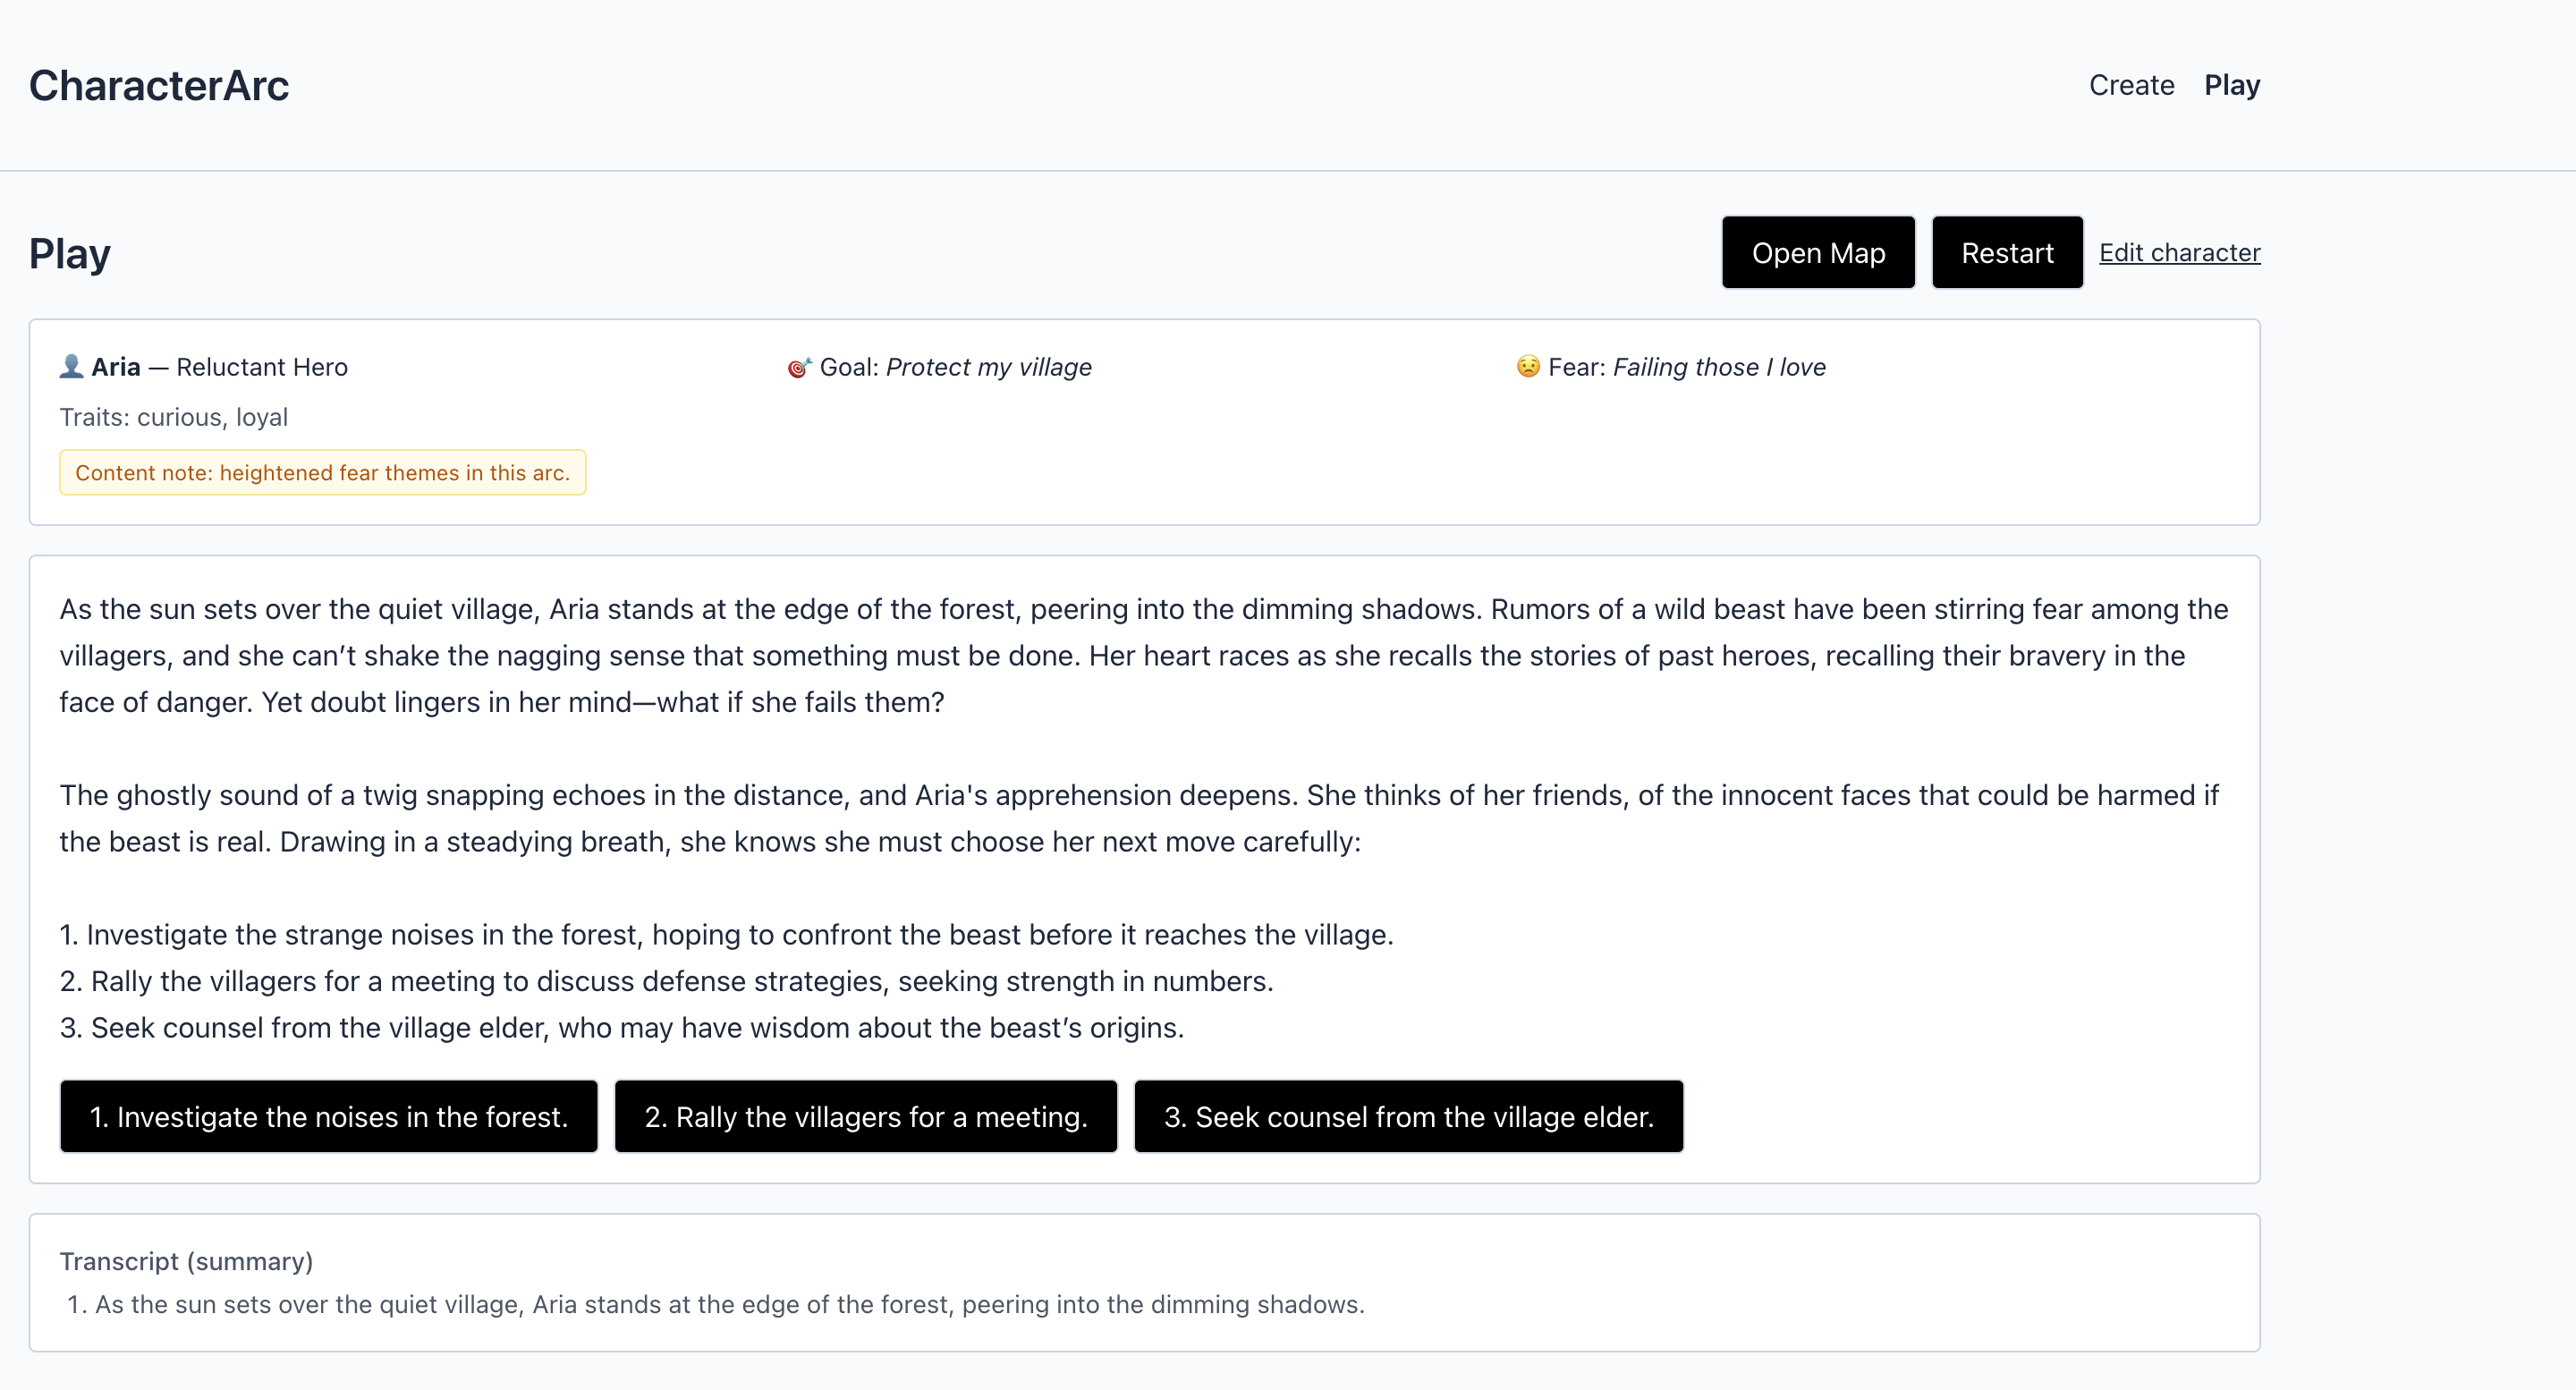 CharacterArc
Create Play
Play
Open Map Restart Edit character
Aria — Reluctant Hero
Goal: Protect my village
Fear: Failing those I love
Traits: curious, loyal
Content note: heightened fear themes in this arc.
As the sun sets over the quiet village, Aria stands at the edge of the forest, peering into the dimming shadows. Rumors of a wild beast have been stirring fear among the
villagers, and she can’t shake the nagging sense that something must be done. Her heart races as she recalls the stories of past heroes, recalling their bravery in the
face of danger. Yet doubt lingers in her mind—what if she fails them?
The ghostly sound of a twig snapping echoes in the distance, and Aria's apprehension deepens. She thinks of her friends, of the innocent faces that could be harmed if
the beast is real. Drawing in a steadying breath, she knows she must choose her next move carefully:
1. Investigate the strange noises in the forest, hoping to confront the beast before it reaches the village.
2. Rally the villagers for a meeting to discuss defense strategies, seeking strength in numbers.
3. Seek counsel from the village elder, who may have wisdom about the beast’s origins.
1. Investigate the noises in the forest.
2. Rally the villagers for a meeting.
3. Seek counsel from the village elder.
Transcript (summary)
1. As the sun sets over the quiet village, Aria stands at the edge of the forest, peering into the dimming shadows.